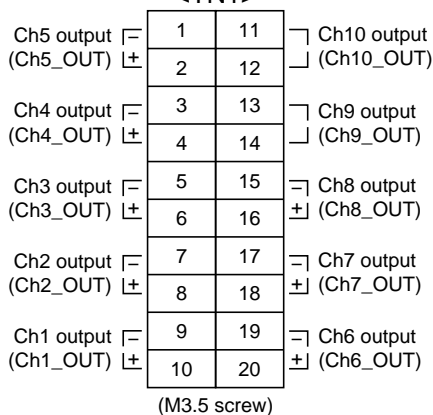 Ch5 output − 1 11 Ch10 output
(Ch5_OUT) + 2 12 (Ch10_OUT)
Ch4 output − 3 13 Ch9 output
(Ch4_OUT) + 4 14 (Ch9_OUT)
Ch3 output − 5 15 − Ch8 output
(Ch3_OUT) + 6 16 + (Ch8_OUT)
Ch2 output − 7 17 − Ch7 output
(Ch2_OUT) + 8 18 + (Ch7_OUT)
Ch1 output − 9 19 − Ch6 output
(Ch1_OUT) + 10 20 + (Ch6_OUT)
(M3.5 screw)